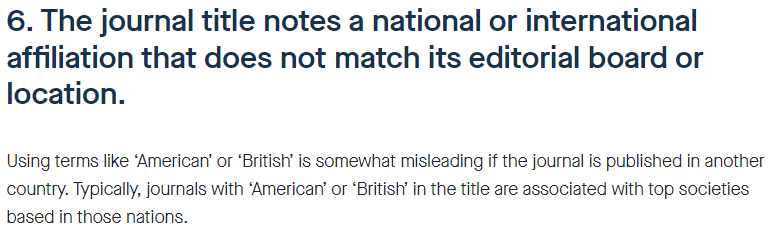 6. The journal title notes a national or international
affiliation that does not match its editorial board or
location.
Using terms like ‘American’ or ‘British’ is somewhat misleading if the journal is published in another
country. Typically, journals with ‘American’ or ‘British’ in the title are associated with top societies
based in those nations.